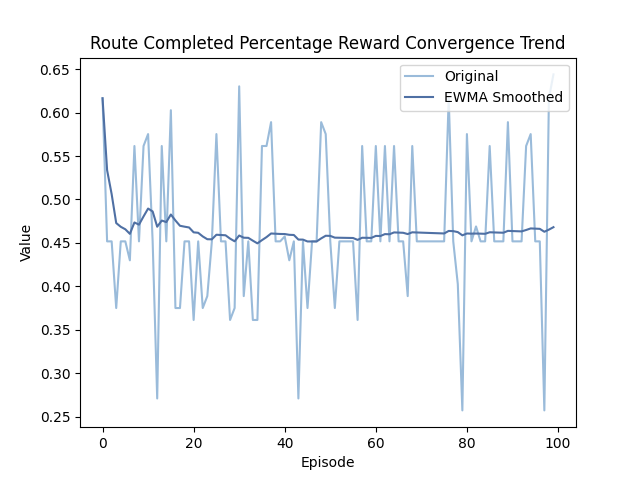 Route Completed Percentage Reward Convergence Trend
Original
EWMA Smoothed
Value
0.65
0.60
0.55
0.50
0.45
0.40
0.35
0.30
0.25
0 20 40 60 80 100
Episode